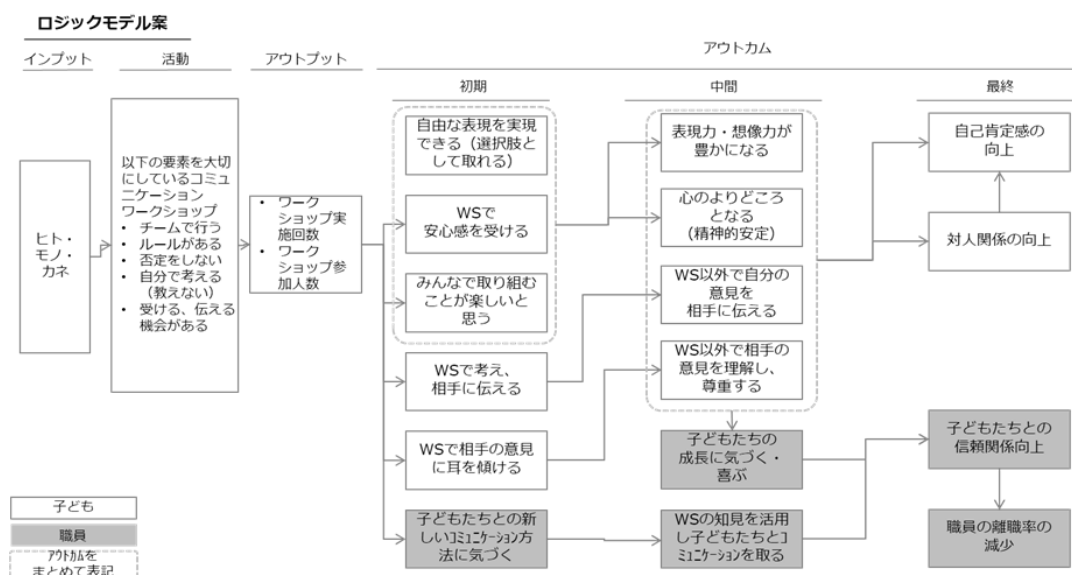 ロジックモデル案
インプット
活動
アウトプット
アウトカム
初期
中間
最終
ヒト・
モノ・
カネ
以下の要素を大切
にしているコミュ
ニケーション
ワークショップ
• チームで行う
• ルールがある
• 否定をしない
• 自分で考える
（教えない）
• 受ける、伝える
機会がある
• ワーク
ショップ実
施回数
• ワーク
ショップ参
加人数
自由な表現を実現
できる（選択肢と
して取れる）
WSで
安心感を受ける
みんなで取り組む
ことが楽しいと
思う
WSで考え、
相手に伝える
WSで相手の意見
に耳を傾ける
子どもたちとの新
しいコミュニケーション方
法に気づく
表現力・想像力が
豊かになる
心のよりどころ
となる
（精神的安定）
WS以外で自分の
意見を
相手に伝える
WS以外で相手の
意見を理解し、
尊重する
子どもたちの
成長に気づく・
喜ぶ
WSの知見を活用
し子どもたちとコ
ミュニケーションを取る
自己肯定感の
向上
対人関係の向上
子どもたちとの
信頼関係向上
職員の離職率の
減少
子ども
職員
アウトカムを
まとめて表記